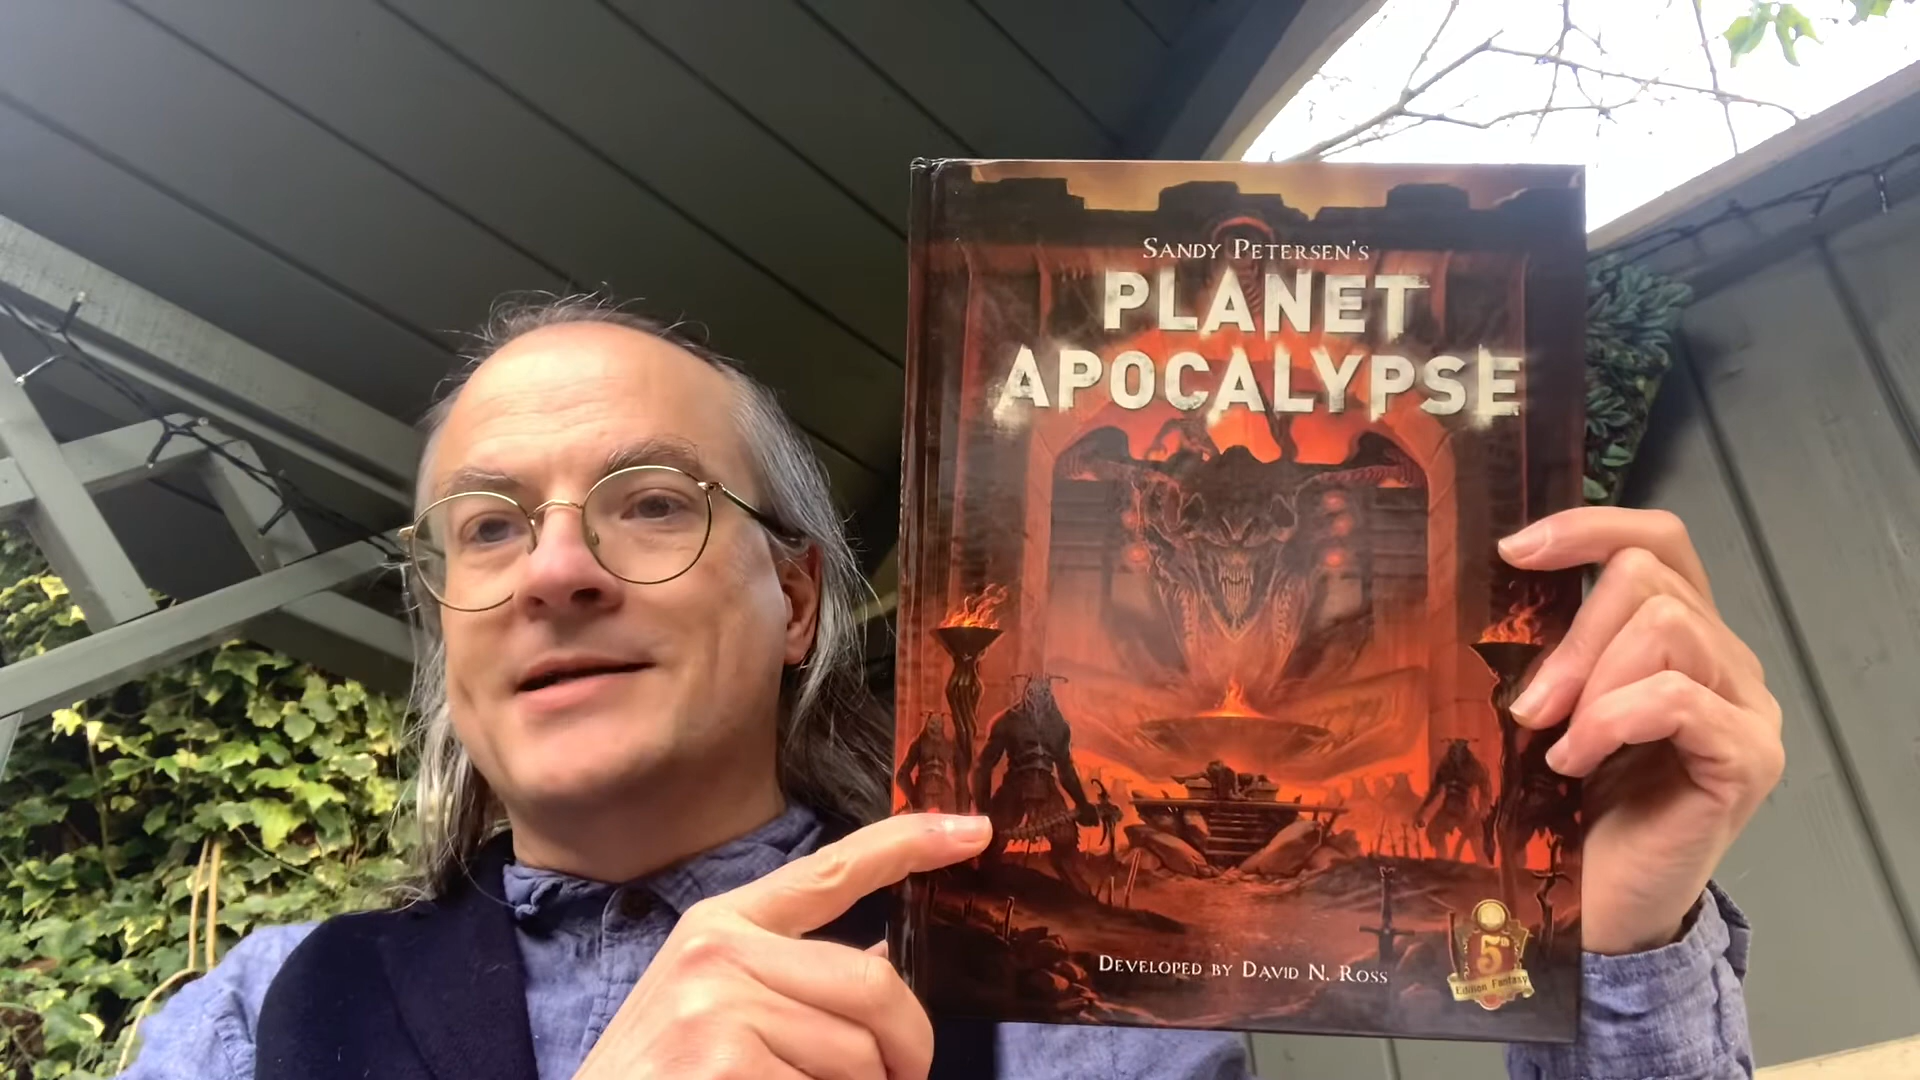 SANDY PETERSEN'S
PLANET
APOCALYPSE
DEVELOPED BY DAVID N. ROSS
5th
Edition Fantasy